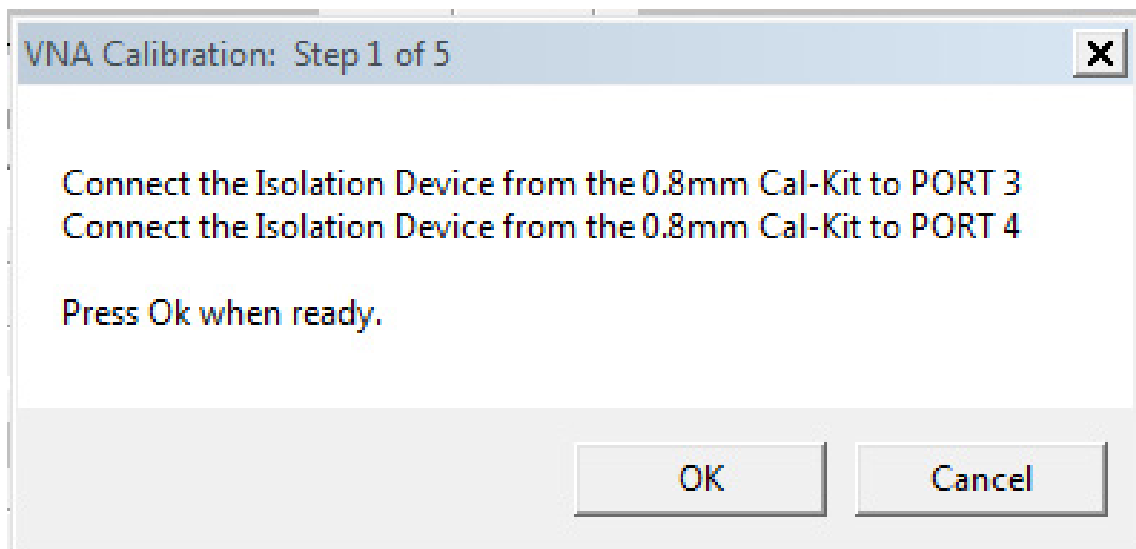 VNA Calibration: Step 1 of 5
Connect the Isolation Device from the 0.8mm Cal-Kit to PORT 3
Connect the Isolation Device from the 0.8mm Cal-Kit to PORT 4
Press Ok when ready.
OK Cancel